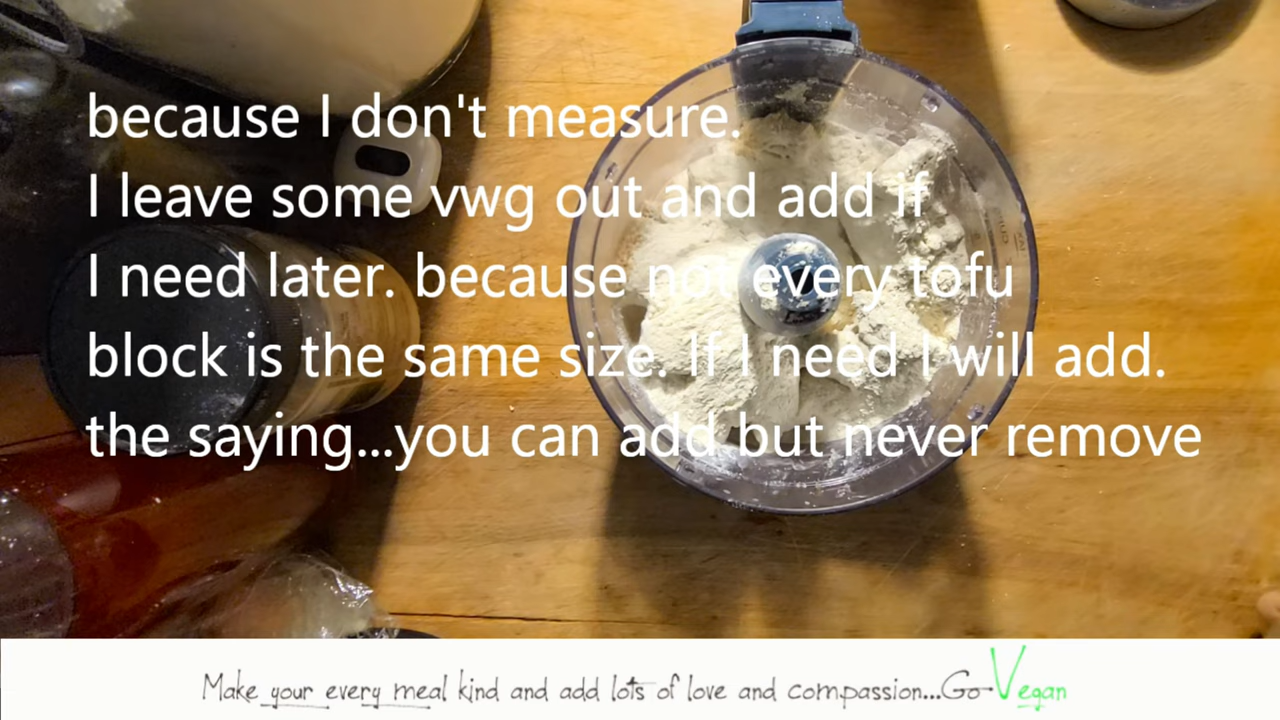 because I don't measure.
I leave some vwg out and add if
I need later. because not every tofu
block is the same size. If I need I will add.
the saying...you can add but never remove
Make your every meal kind and add lots of love and compassion...Go Vegan